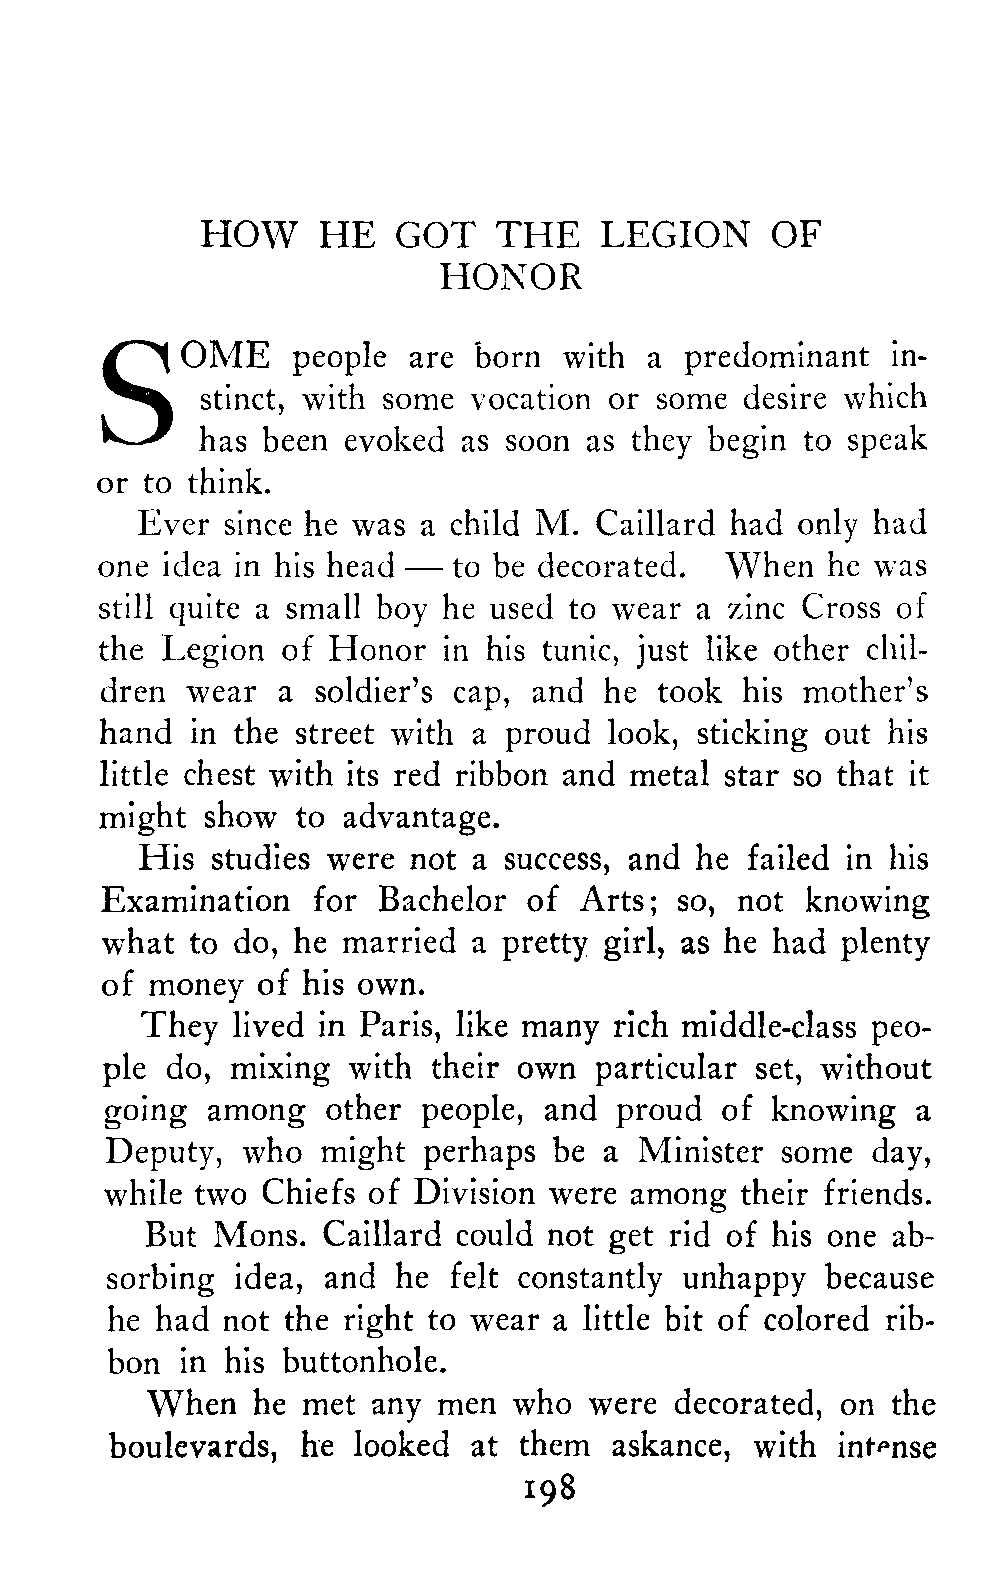 HOW HE GOT THE LEGION OF
HONOR
SOME people are born with a predominant in-
stinct, with some vocation or some desire which
has been evoked as soon as they begin to speak
or to think.
Ever since he was a child M. Caillard had only had
one idea in his head — to be decorated. When he was
still quite a small boy he used to wear a zinc Cross of
the Legion of Honor in his tunic, just like other chil-
dren wear a soldier's cap, and he took his mother's
hand in the street with a proud look, sticking out his
little chest with its red ribbon and metal star so that it
might show to advantage.
His studies were not a success, and he failed in his
Examination for Bachelor of Arts; so, not knowing
what to do, he married a pretty girl, as he had plenty
of money of his own.
They lived in Paris, like many rich middle-class peo-
ple do, mixing with their own particular set, without
going among other people, and proud of knowing a
Deputy, who might perhaps be a Minister some day,
while two Chiefs of Division were among their friends.
But Mons. Caillard could not get rid of his one ab-
sorbing idea, and he felt constantly unhappy because
he had not the right to wear a little bit of colored rib-
bon in his buttonhole.
When he met any men who were decorated, on the
boulevards, he looked at them askance, with intense
198